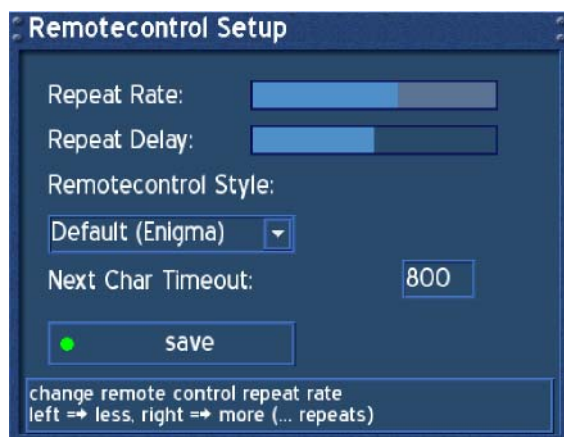 Remotecontrol Setup
Repeat Rate:
Repeat Delay:
Remotecontrol Style:
Default (Enigma)
Next Char Timeout: 800
save
change remote control repeat rate
left => less, right => more (... repeats)